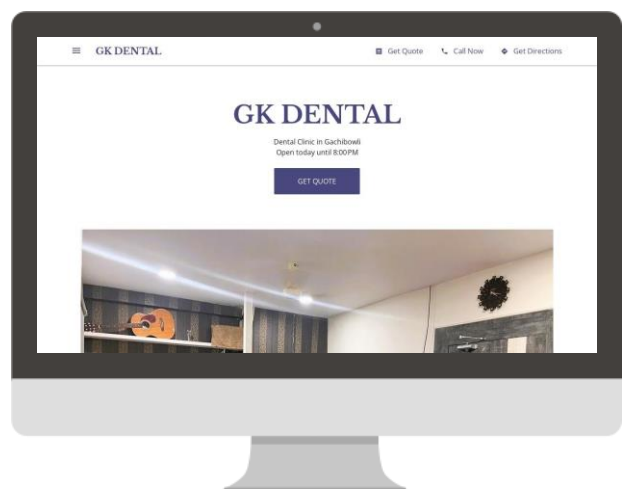 GK DENTAL
Get Quote
Call Now
Get Directions
GK DENTAL
Dental Clinic in Gachibowli
Open today until 8:00 PM
GET QUOTE